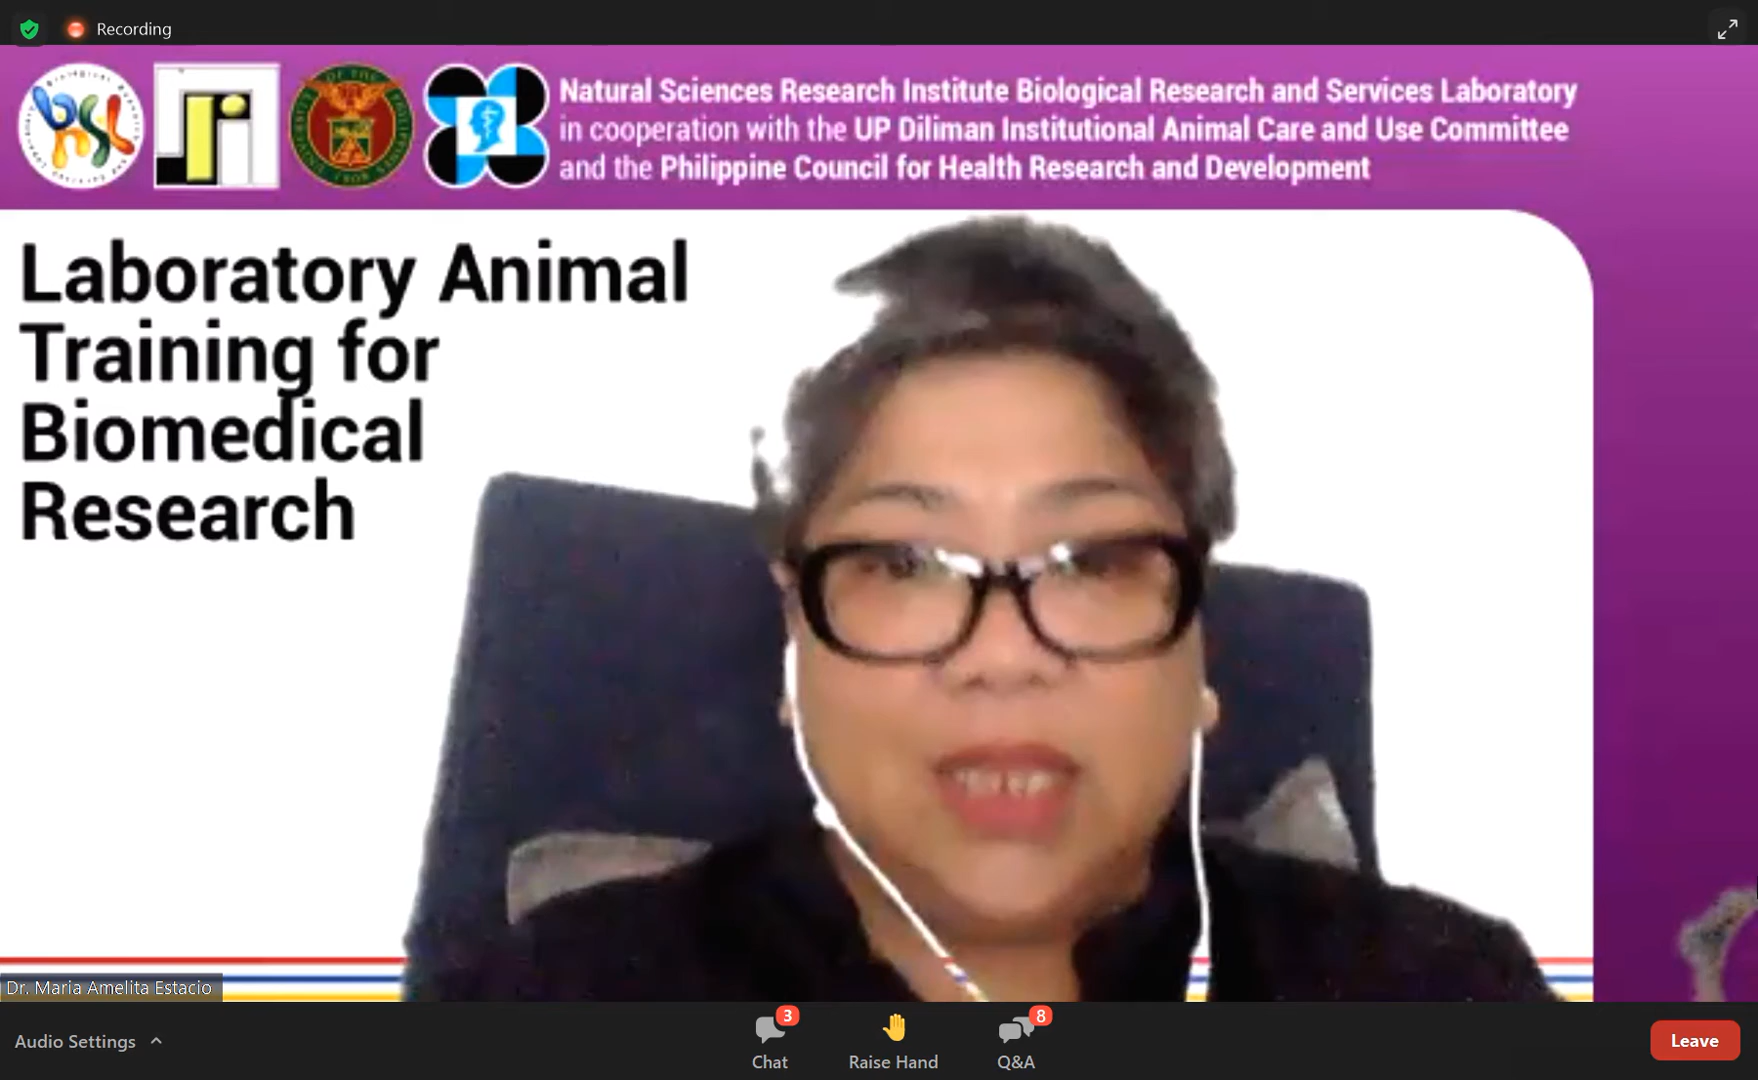 Recording
Natural Sciences Research Institute Biological Research and Services Laboratory
in cooperation with the UP Diliman Institutional Animal Care and Use Committee
and the Philippine Council for Health Research and Development
Laboratory Animal
Training for
Biomedical
Research
Dr. Maria Amelita Estacio
Audio Settings
3
Chat
Raise Hand
8
Q&A
Leave